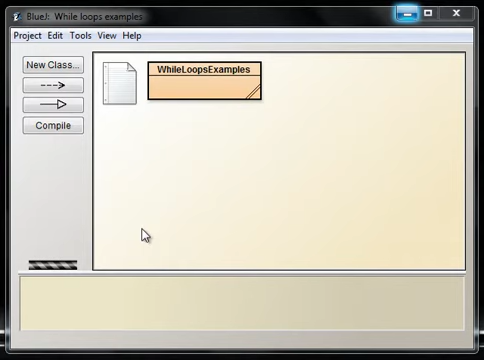 BlueJ: While loops examples
Project Edit Tools View Help
New Class...
WhileLoopsExamples
Compile